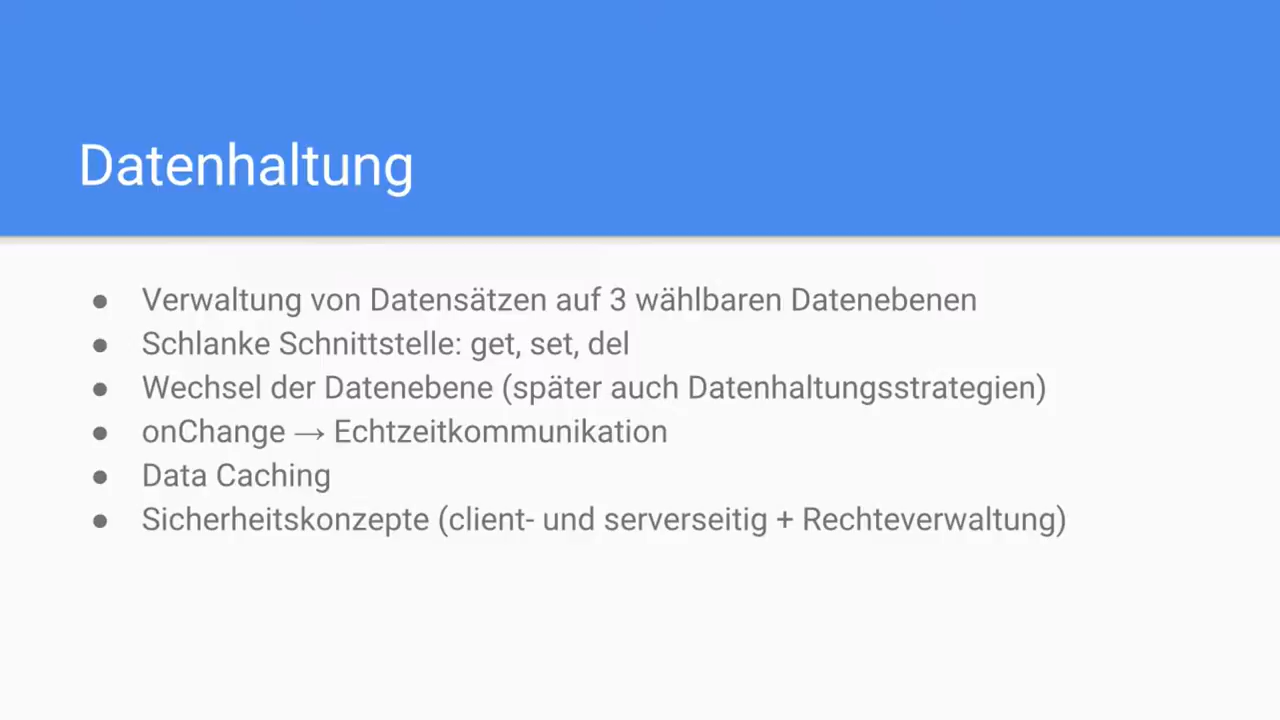 Datenhaltung
● Verwaltung von Datensätzen auf 3 wählbaren Datenebenen
● Schlanke Schnittstelle: get, set, del
● Wechsel der Datenebene (später auch Datenhaltungsstrategien)
● onChange → Echtzeitkommunikation
● Data Caching
● Sicherheitskonzepte (client- und serverseitig + Rechteverwaltung)